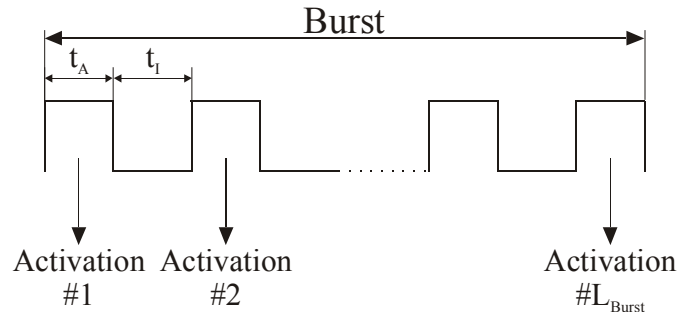 Burst
t_A t_I
Activation Activation Activation
#1 #2 #L_Burst